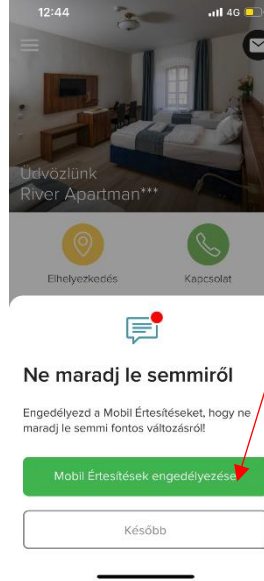 12:44
4G
Üdvözlünk
River Apartman***
Elhelyezkedés
Kapcsolat
Ne maradj le semmiről
Engedélyezd a Mobil Értesítéseket, hogy ne
maradj le semmi fontos változásról!
Mobil Értesítések engedélyezése
Később